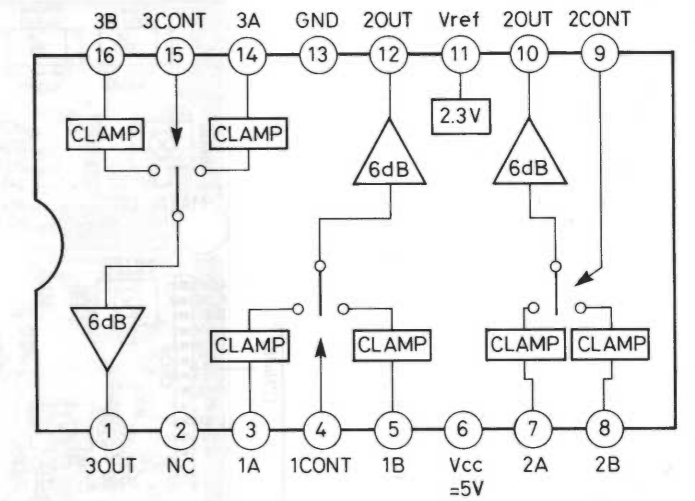 3B 3CONT 3A GND 2OUT Vref 2OUT 2CONT
16 15 14 13 12 11 10 9
CLAMP CLAMP 2.3V
6dB 6dB
6dB
CLAMP CLAMP CLAMP CLAMP
1 2 3 4 5 6 7 8
3OUT NC 1A 1CONT 1B Vcc 2A 2B
=5V